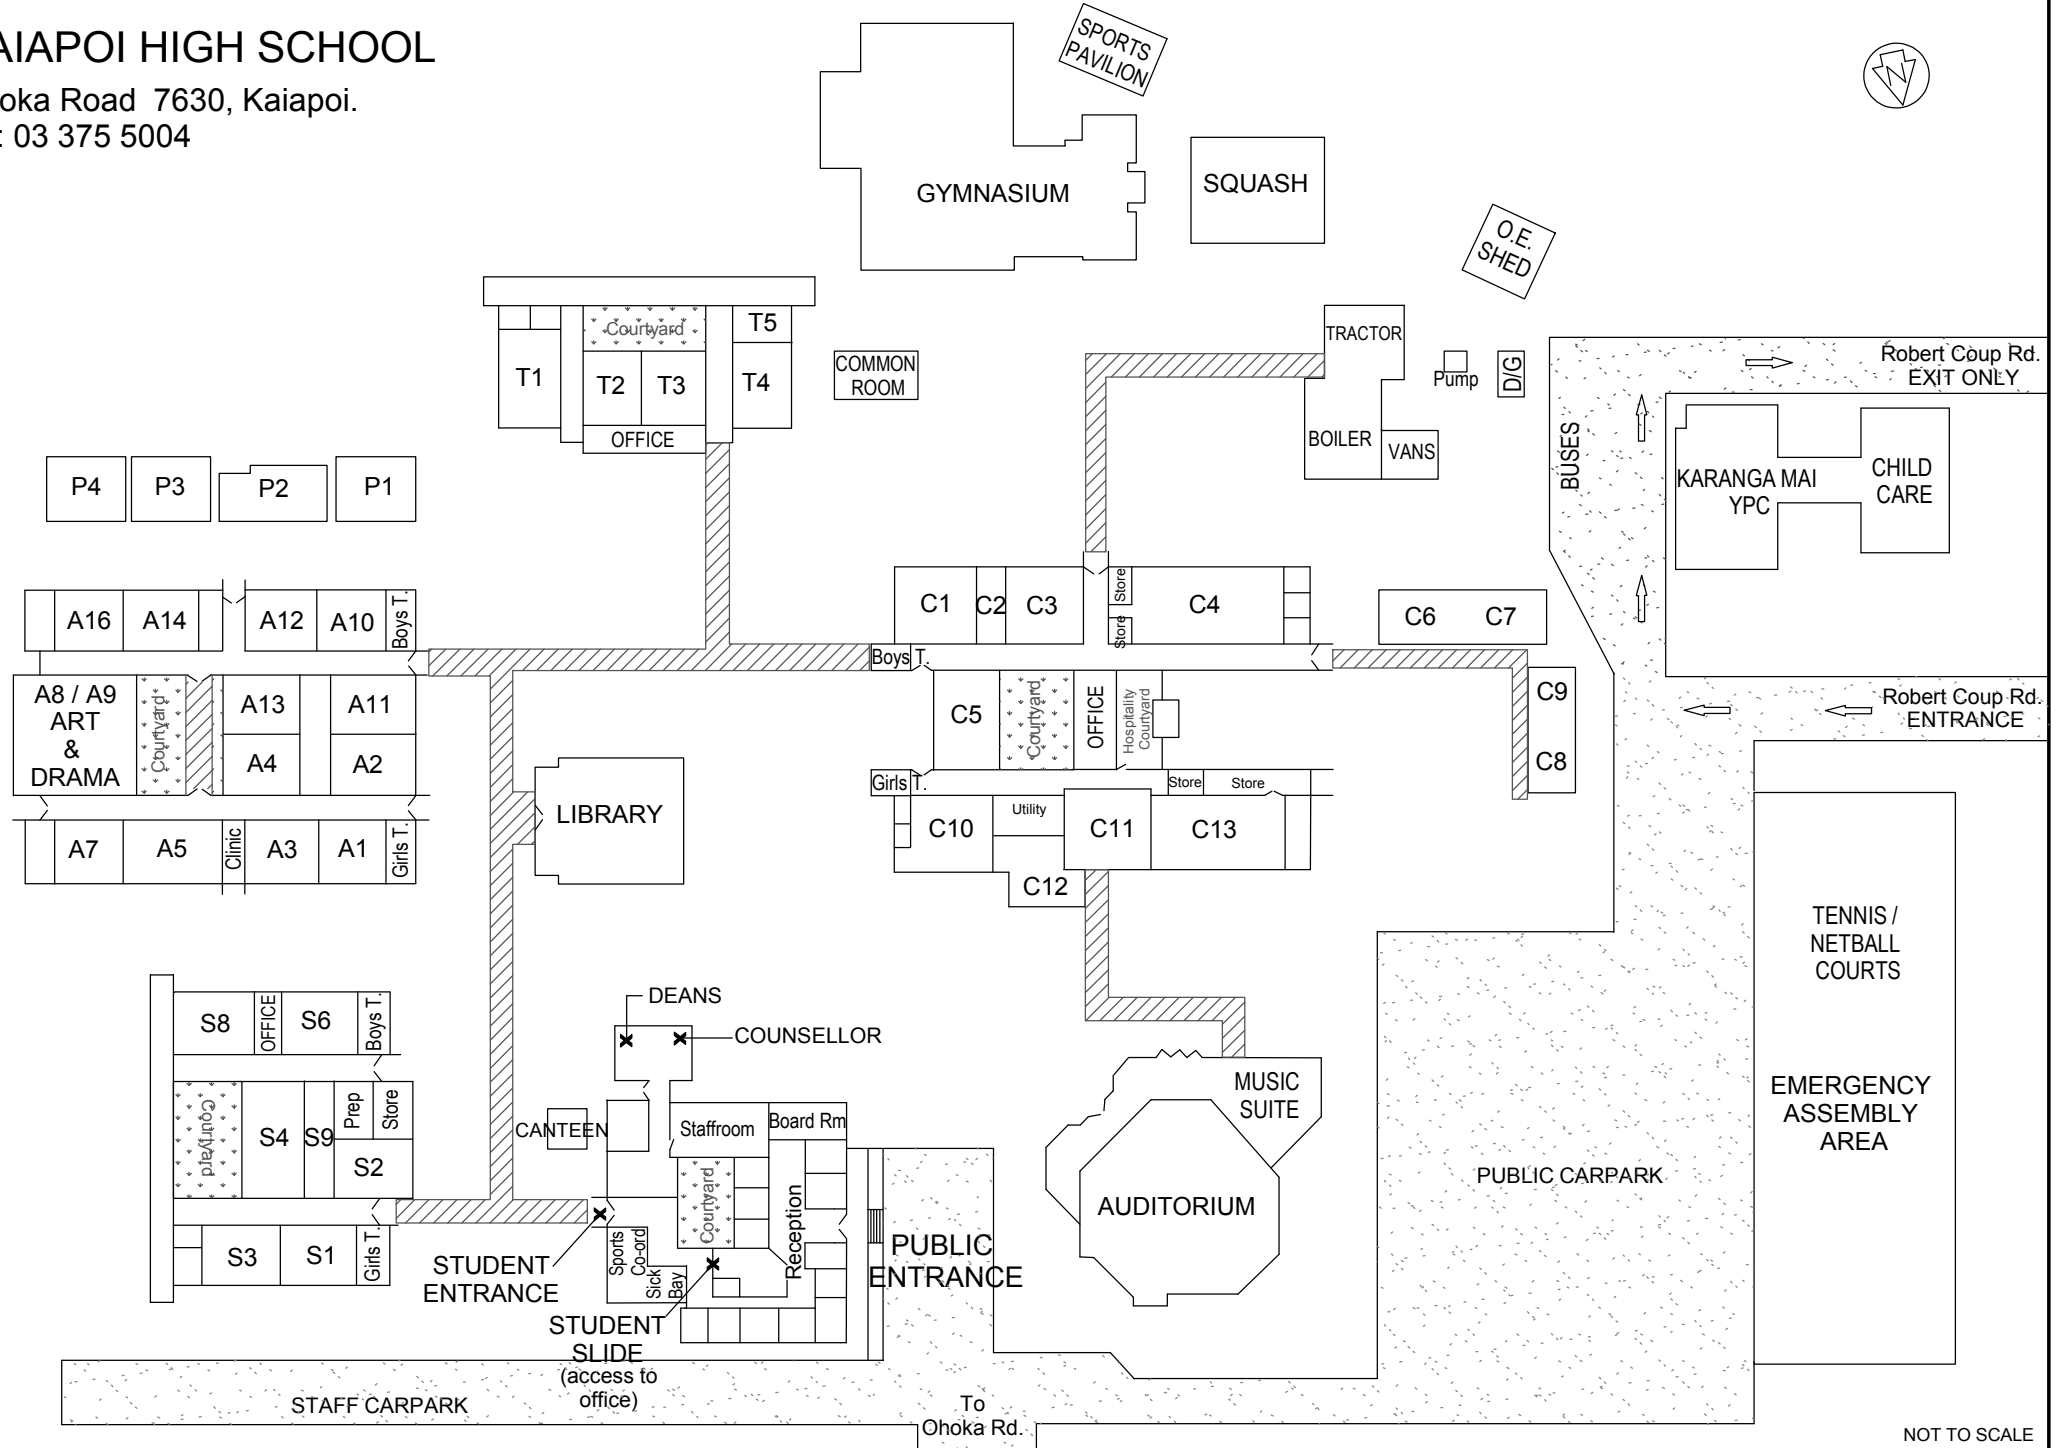 AIAPOI HIGH SCHOOL
oka Road 7630, Kaiapoi.
: 03 375 5004
SPORTS
PAVILION
N
GYMNASIUM
SQUASH
O.E.
SHED
Courtyard
T5
T1
T2
T3
T4
OFFICE
COMMON
ROOM
TRACTOR
Pump
D/G
BOILER
VANS
Robert Coup Rd.
EXIT ONLY
BUSES
KARANGA MAI
YPC
CHILD
CARE
P4
P3
P2
P1
A16
A14
A12
A10
Boys T.
A8 / A9
ART
&
DRAMA
Courtyard
A13
A11
A4
A2
A7
A5
Clinic
A3
A1
Girls T.
LIBRARY
C1
C2
C3
Store
Store
C4
C6
C7
Boys T.
C5
Courtyard
OFFICE
Hospitality
Courtyard
C9
C8
Robert Coup Rd.
ENTRANCE
Girls T.
Store
Store
C10
Utility
C11
C13
C12
TENNIS /
NETBALL
COURTS
EMERGENCY
ASSEMBLY
AREA
S8
OFFICE
S6
Boys T.
Courtyard
S4
S9
Prep
Store
S2
S3
S1
Girls T.
DEANS
COUNSELLOR
CANTEEN
Staffroom
Board Rm
Courtyard
Reception
Sports
Co-ord
Sick
Bay
STUDENT
ENTRANCE
STUDENT
SLIDE
(access to
office)
PUBLIC
ENTRANCE
MUSIC
SUITE
AUDITORIUM
PUBLIC CARPARK
STAFF CARPARK
To
Ohoka Rd.
NOT TO SCALE